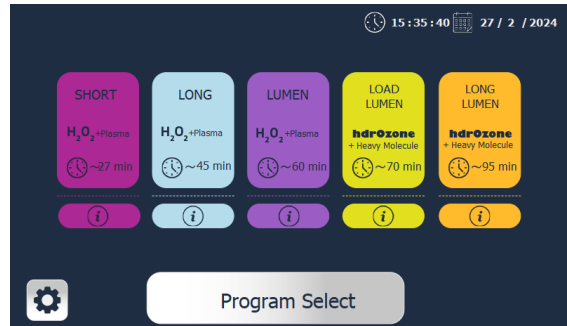 15:35:40 27 / 2 / 2024
SHORT
H2O2+Plasma
~27 min
i
LONG
H2O2+Plasma
~45 min
i
LUMEN
H2O2+Plasma
~60 min
i
LOAD
LUMEN
hdrOzone
+ Heavy Molecule
~70 min
i
LONG
LUMEN
hdrOzone
+ Heavy Molecule
~95 min
i
Program Select